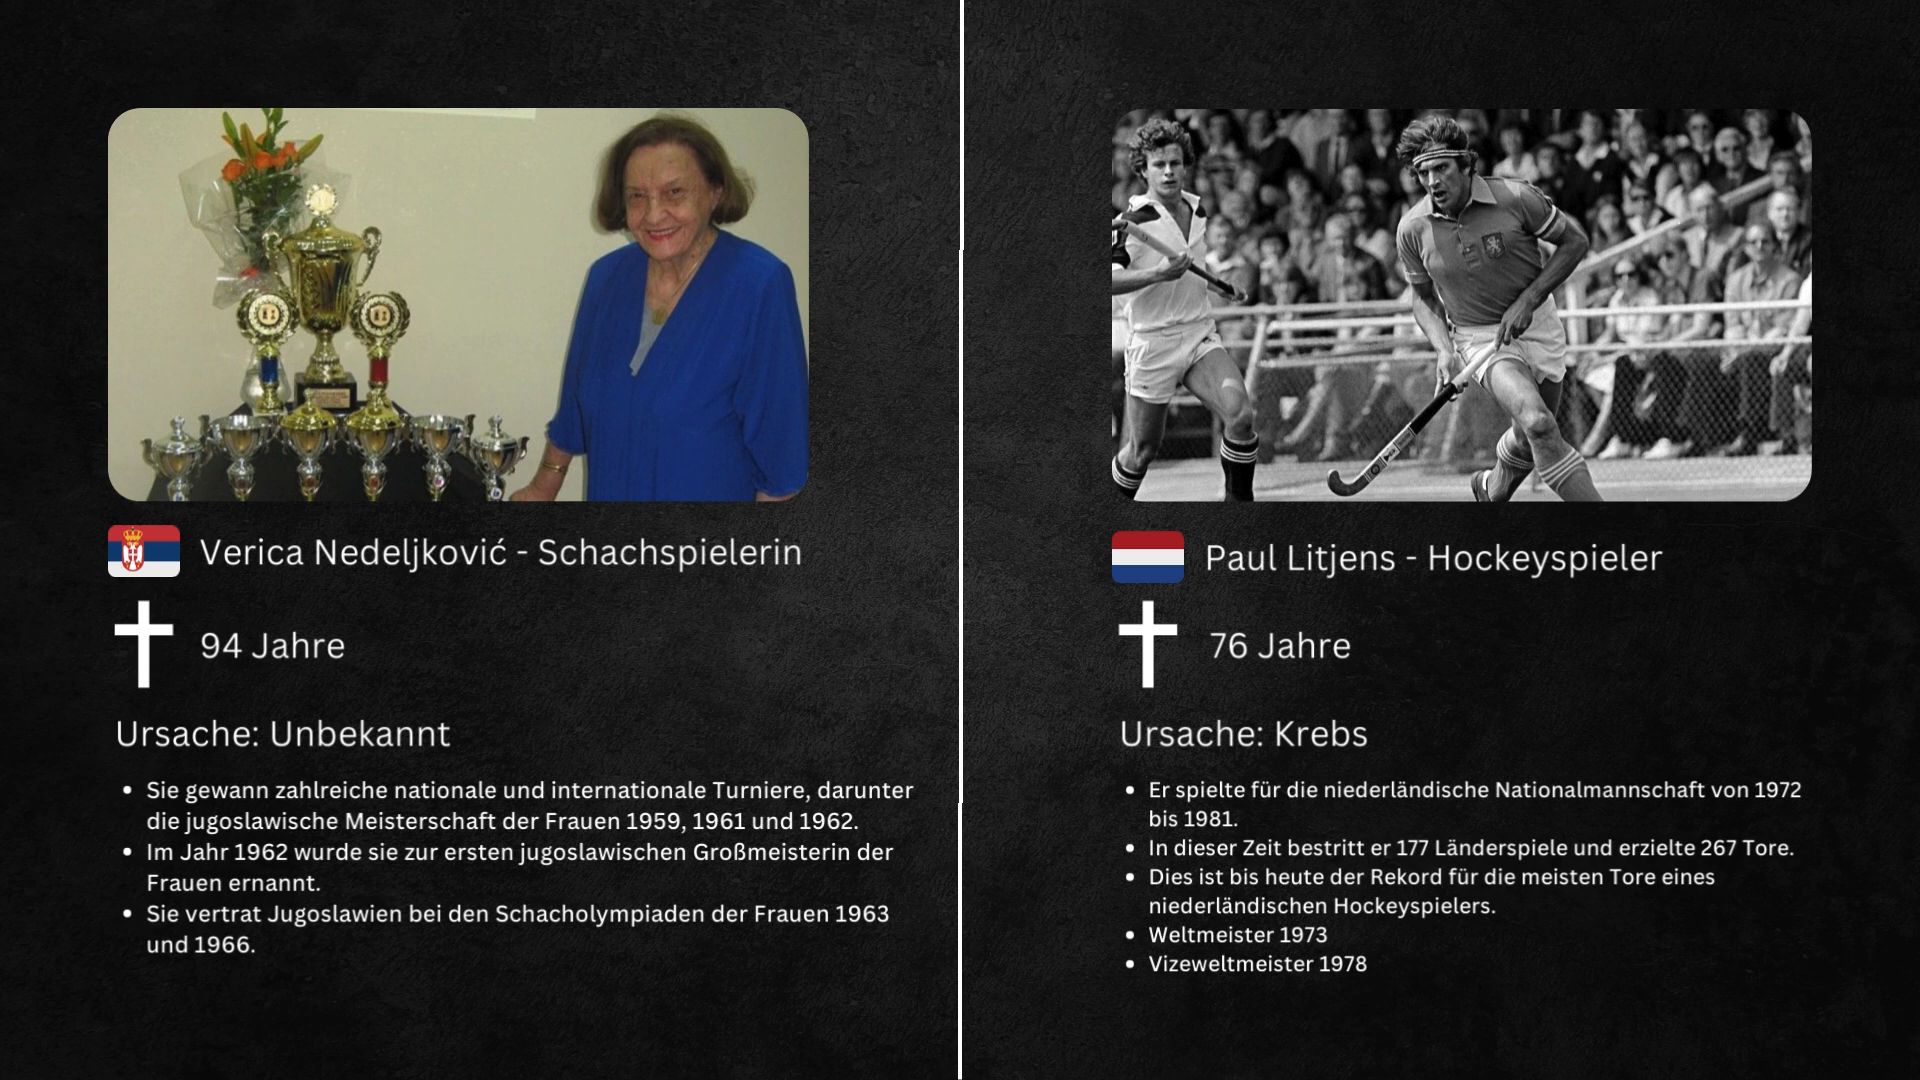 Verica Nedeljković - Schachspielerin
94 Jahre
Ursache: Unbekannt
• Sie gewann zahlreiche nationale und internationale Turniere, darunter
die jugoslawische Meisterschaft der Frauen 1959, 1961 und 1962.
• Im Jahr 1962 wurde sie zur ersten jugoslawischen Großmeisterin der
Frauen ernannt.
• Sie vertrat Jugoslawien bei den Schacholympiaden der Frauen 1963
und 1966.
Paul Litjens - Hockeyspieler
76 Jahre
Ursache: Krebs
• Er spielte für die niederländische Nationalmannschaft von 1972
bis 1981.
• In dieser Zeit bestritt er 177 Länderspiele und erzielte 267 Tore.
• Dies ist bis heute der Rekord für die meisten Tore eines
niederländischen Hockeyspielers.
• Weltmeister 1973
• Vizeweltmeister 1978